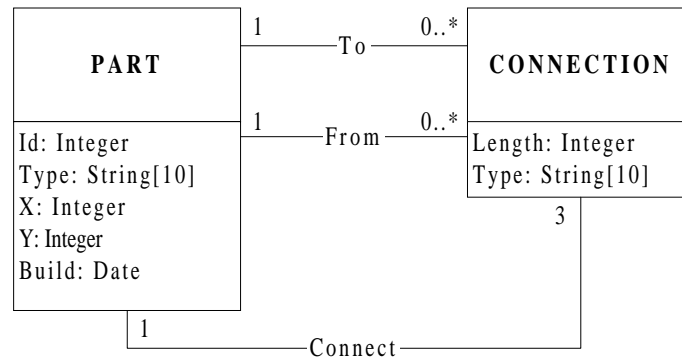 1 0..*
To
PART
CONNECTION
1 0..*
From
Id: Integer
Type: String[10]
X: Integer
Y: Integer
Build: Date
Length: Integer
Type: String[10]
3
1
Connect